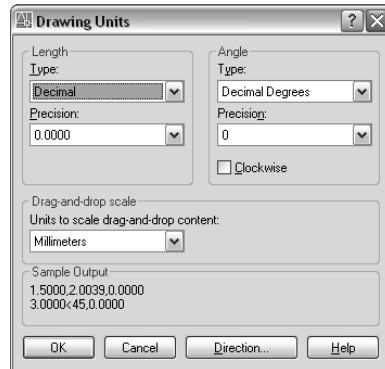 Drawing Units
Length
Type:
Decimal
Precision:
0.0000
Angle
Type:
Decimal Degrees
Precision:
0
Clockwise
Drag-and-drop scale
Units to scale drag-and-drop content:
Millimeters
Sample Output
1.5000,2.0039,0.0000
3.0000<45,0.0000
OK Cancel Direction... Help